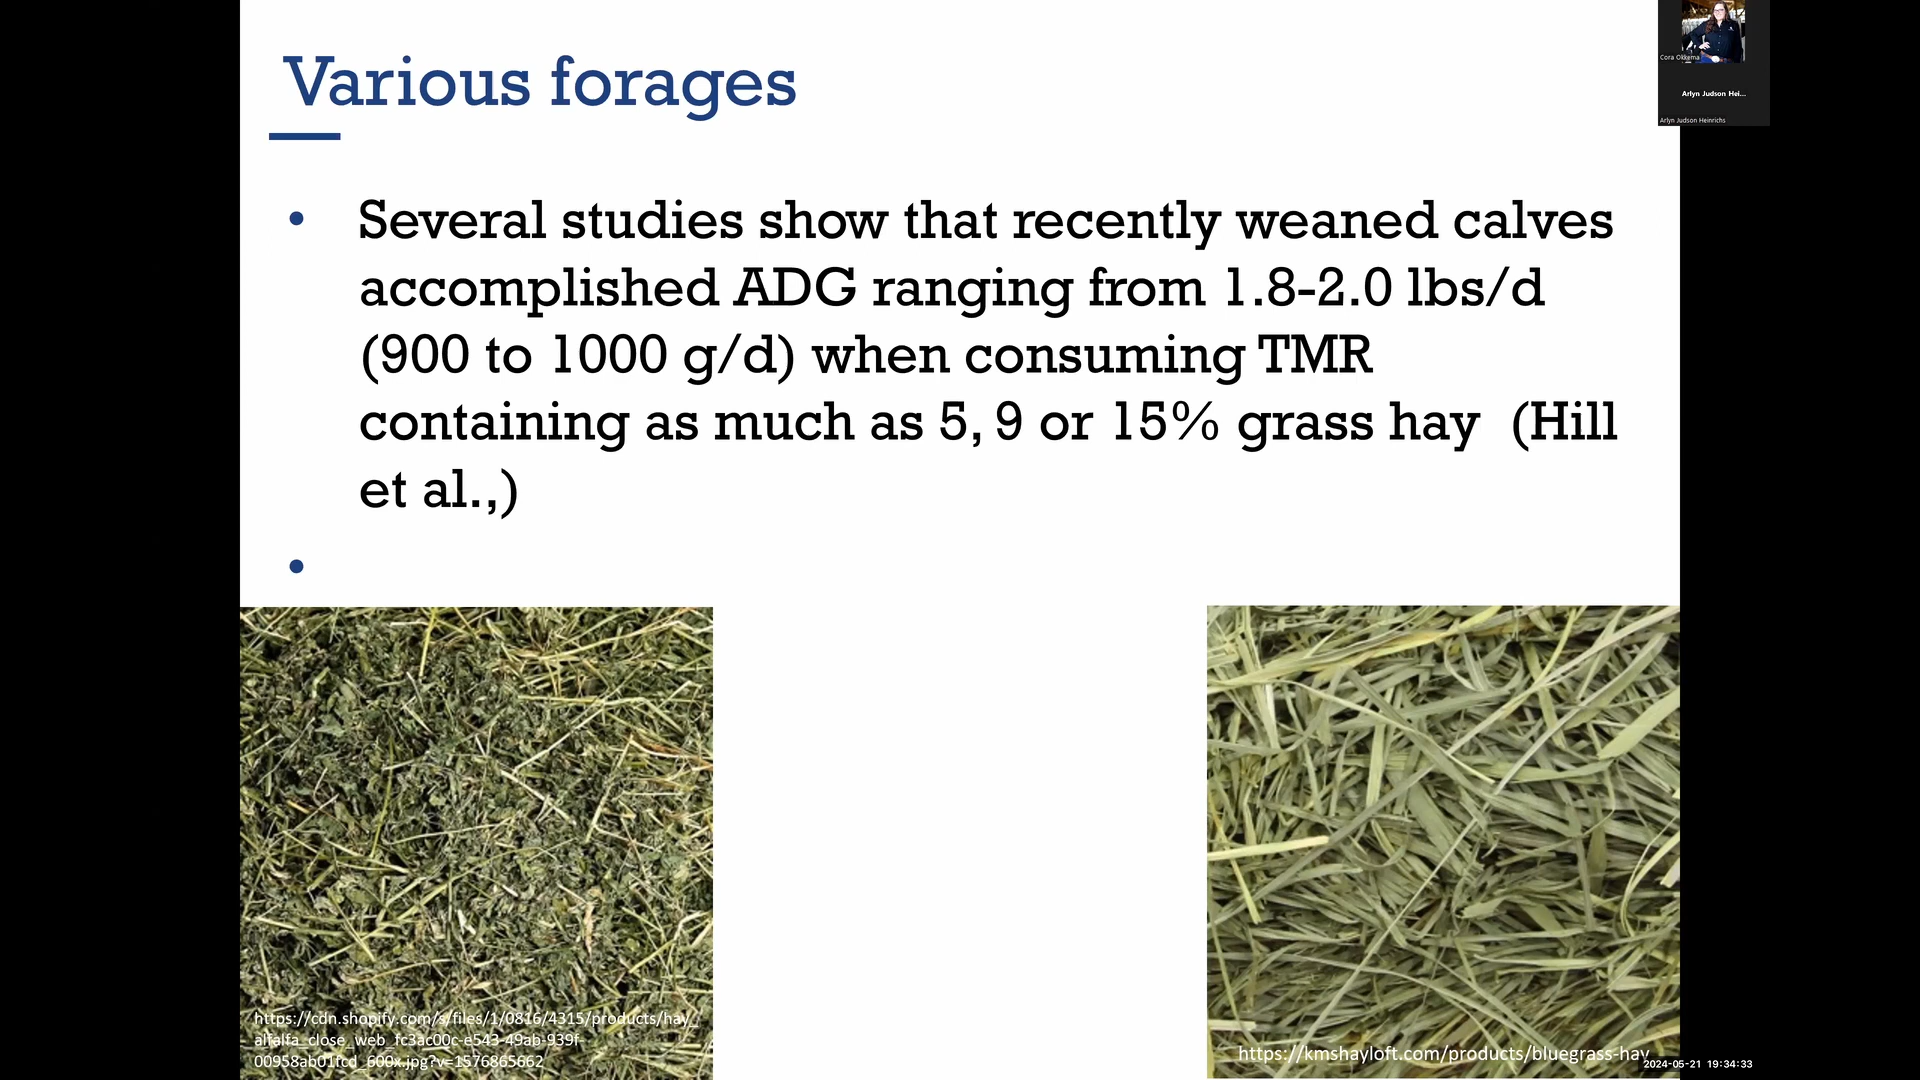 Various forages
Cora Okkema
Arlyn Judson Hei...
Arlyn Judson Heinrichs
• Several studies show that recently weaned calves
accomplished ADG ranging from 1.8-2.0 lbs/d
(900 to 1000 g/d) when consuming TMR
containing as much as 5, 9 or 15% grass hay (Hill
et al.,)
•
https://cdn.shopify.com/s/files/1/0816/4315/products/hay_
alfalfa_close_web_fc3ac00c-e543-49ab-939f-
00958ab01fcd_600x.jpg?v=1576865662
https://kmshayloft.com/products/bluegrass-hay
2024-05-21 19:34:33